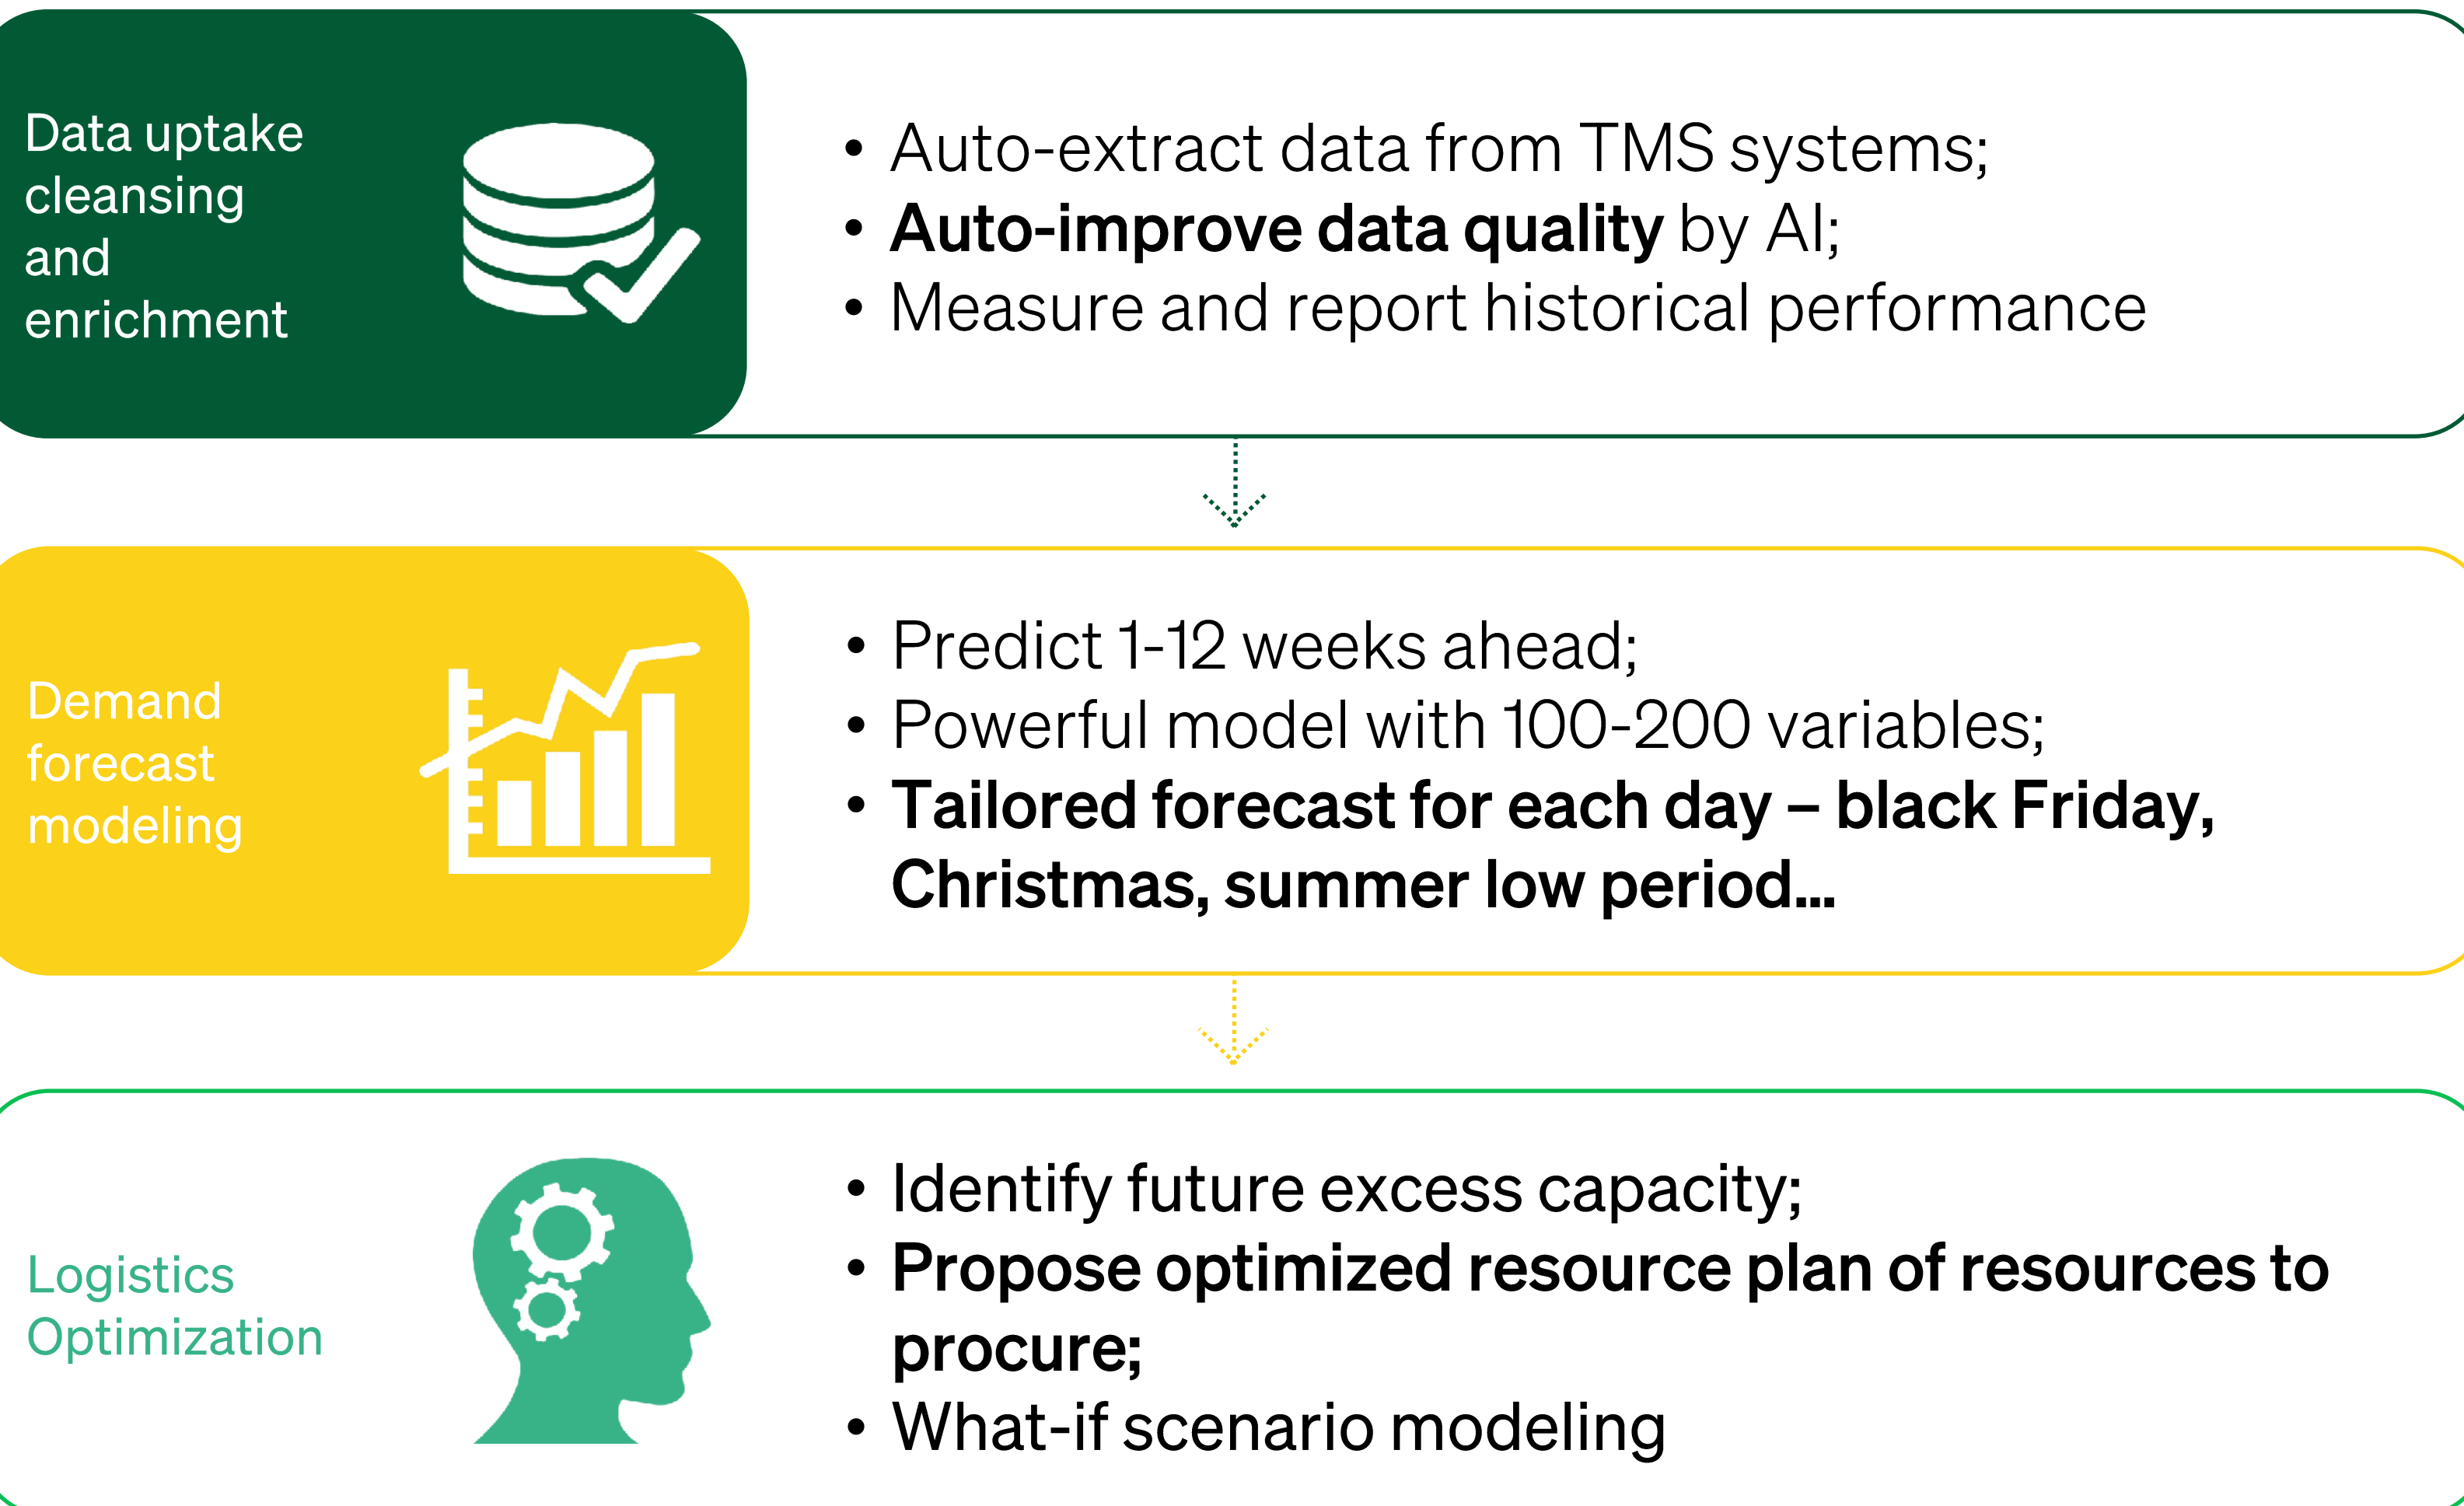 Data uptake
cleansing
and
enrichment
• Auto-extract data from TMS systems;
• Auto-improve data quality by AI;
• Measure and report historical performance
Demand
forecast
modeling
• Predict 1-12 weeks ahead;
• Powerful model with 100-200 variables;
• Tailored forecast for each day – black Friday,
Christmas, summer low period...
Logistics
Optimization
• Identify future excess capacity;
• Propose optimized resource plan of resources to
procure;
• What-if scenario modeling